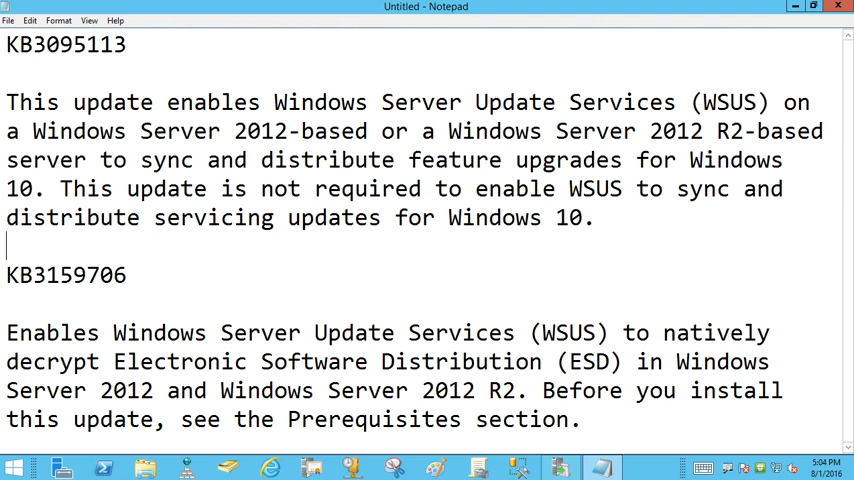 Untitled - Notepad
File Edit Format View Help
KB3095113
This update enables Windows Server Update Services (WSUS) on
a Windows Server 2012-based or a Windows Server 2012 R2-based
server to sync and distribute feature upgrades for Windows
10. This update is not required to enable WSUS to sync and
distribute servicing updates for Windows 10.
KB3159706
Enables Windows Server Update Services (WSUS) to natively
decrypt Electronic Software Distribution (ESD) in Windows
Server 2012 and Windows Server 2012 R2. Before you install
this update, see the Prerequisites section.
5:04 PM
8/1/2016